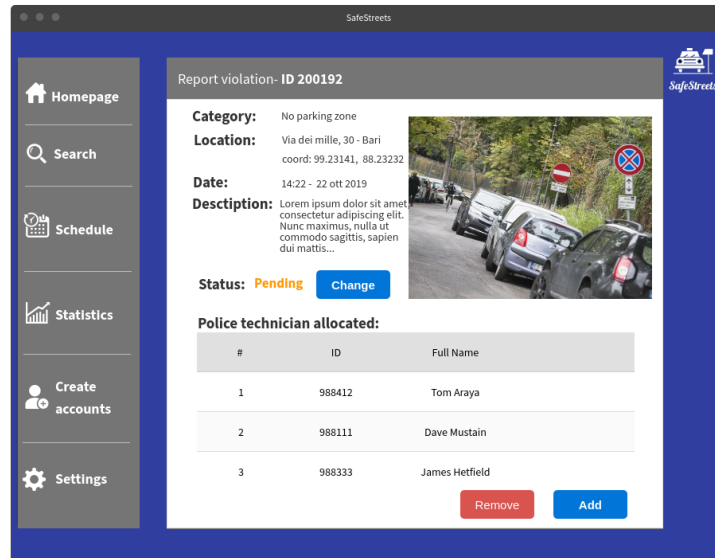 SafeStreets
SafeStreets
Homepage
Search
Schedule
Statistics
Create
accounts
Settings
Report violation- ID 200192
Category: No parking zone
Location: Via dei mille, 30 - Bari
coord: 99.23141, 88.23232
Date: 14:22 - 22 ott 2019
Desctiption: Lorem ipsum dolor sit amet,
consectetur adipiscing elit.
Nunc maximus, nulla ut
commodo sagittis, sapien
dui mattis...
Status: Pending Change
Police technician allocated:
# ID Full Name
1 988412 Tom Araya
2 988111 Dave Mustain
3 988333 James Hetfield
Remove Add